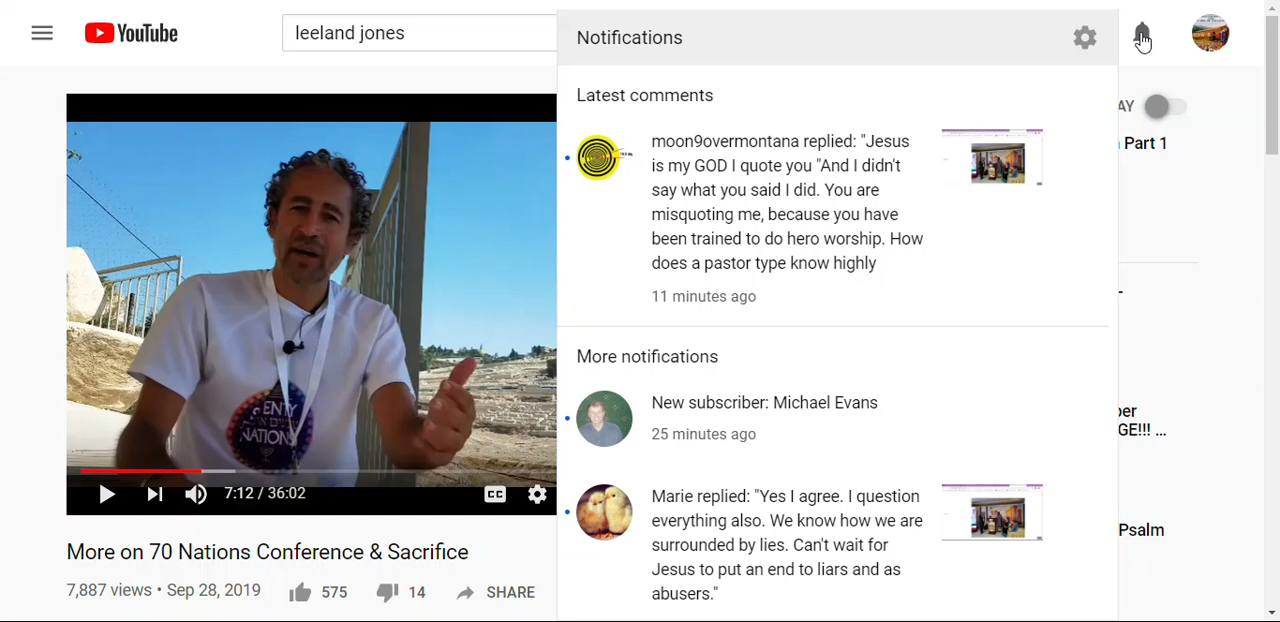 YouTube
leeland jones
Notifications
Latest comments
moon9overmontana replied: "Jesus
is my GOD I quote you "And I didn't
say what you said I did. You are
misquoting me, because you have
been trained to do hero worship. How
does a pastor type know highly
11 minutes ago
More notifications
New subscriber: Michael Evans
25 minutes ago
Marie replied: "Yes I agree. I question
everything also. We know how we are
surrounded by lies. Can't wait for
Jesus to put an end to liars and as
abusers."
AY
Part 1
GE!!! ...
Psalm
NATIONS
7:12 / 36:02
CC
More on 70 Nations Conference & Sacrifice
7,887 views • Sep 28, 2019
575
14
SHARE